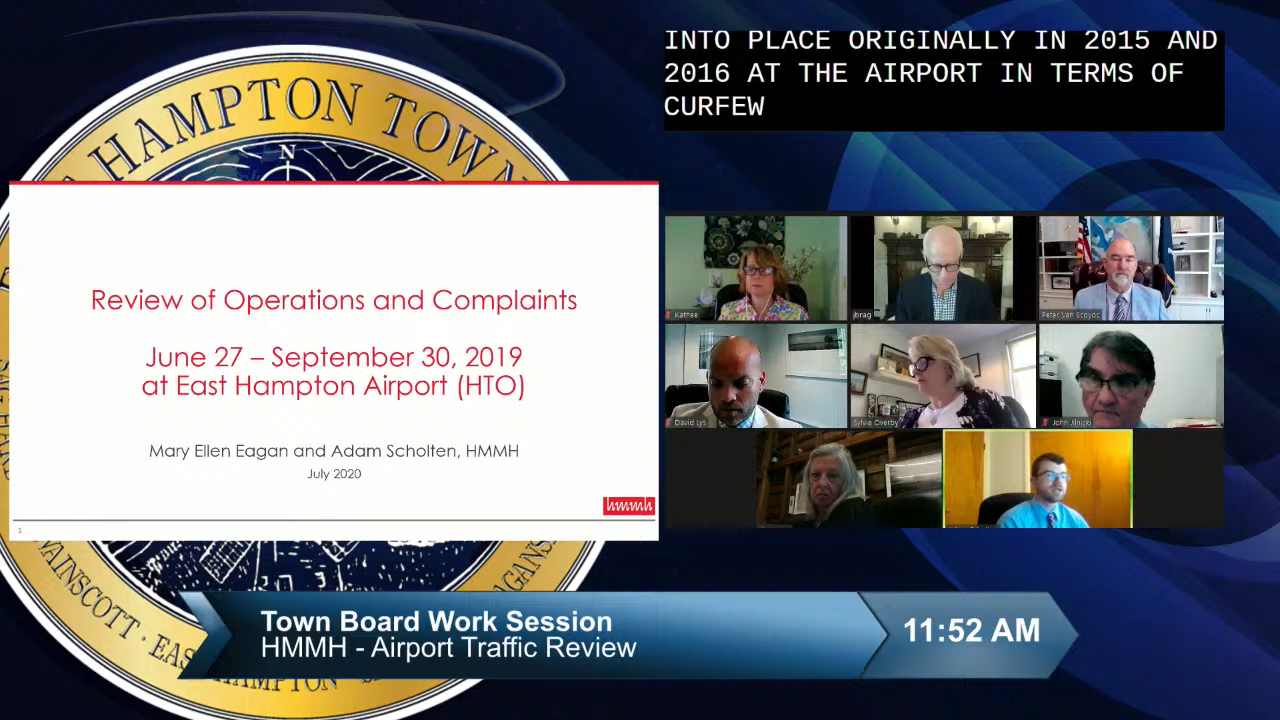 INTO PLACE ORIGINALLY IN 2015 AND
2016 AT THE AIRPORT IN TERMS OF
CURFEW
HAMPTON TOWN
N
Review of Operations and Complaints
June 27 – September 30, 2019
at East Hampton Airport (HTO)
Mary Ellen Eagan and Adam Scholten, HMMH
July 2020
hmmh
Kathee
jbrag
Peter Van Scoyoc
David Lys
Sylvia Overby
John Jilnicki
WAINSCOTT · EAS
HAMPTON
Town Board Work Session
HMMH - Airport Traffic Review
11:52 AM